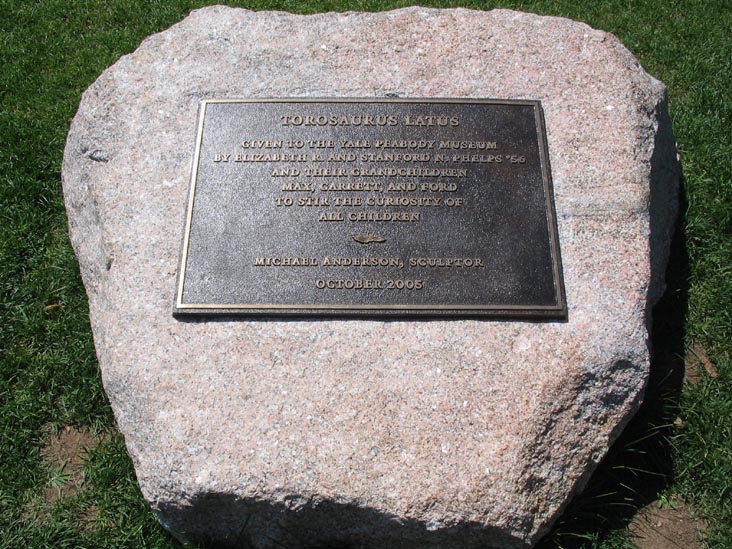 TOROSAURUS LATUS
GIVEN TO THE YALE PEABODY MUSEUM
BY ELIZABETH R. AND STANFORD N. PHELPS '56
AND THEIR GRANDCHILDREN
MAX, GARRETT, AND FORD
TO STIR THE CURIOSITY OF
ALL CHILDREN
MICHAEL ANDERSON, SCULPTOR
OCTOBER 2005